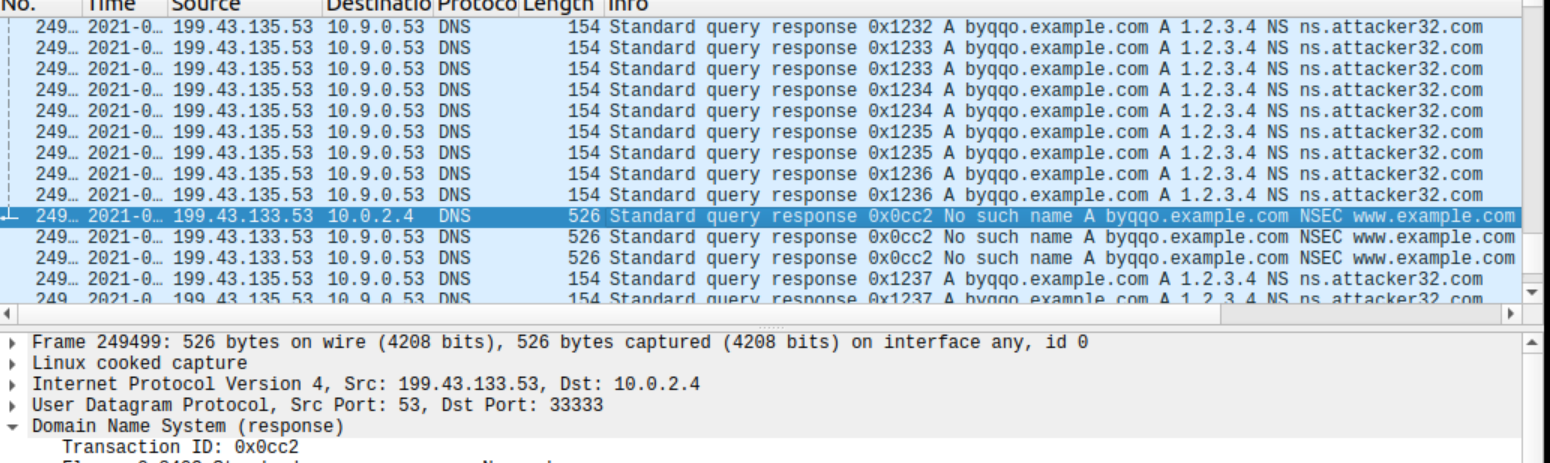 No. Time Source Destinatio Protoco Length Info
249… 2021-0… 199.43.135.53 10.9.0.53 DNS 154 Standard query response 0x1232 A byqqo.example.com A 1.2.3.4 NS ns.attacker32.com
249… 2021-0… 199.43.135.53 10.9.0.53 DNS 154 Standard query response 0x1233 A byqqo.example.com A 1.2.3.4 NS ns.attacker32.com
249… 2021-0… 199.43.135.53 10.9.0.53 DNS 154 Standard query response 0x1233 A byqqo.example.com A 1.2.3.4 NS ns.attacker32.com
249… 2021-0… 199.43.135.53 10.9.0.53 DNS 154 Standard query response 0x1234 A byqqo.example.com A 1.2.3.4 NS ns.attacker32.com
249… 2021-0… 199.43.135.53 10.9.0.53 DNS 154 Standard query response 0x1234 A byqqo.example.com A 1.2.3.4 NS ns.attacker32.com
249… 2021-0… 199.43.135.53 10.9.0.53 DNS 154 Standard query response 0x1235 A byqqo.example.com A 1.2.3.4 NS ns.attacker32.com
249… 2021-0… 199.43.135.53 10.9.0.53 DNS 154 Standard query response 0x1235 A byqqo.example.com A 1.2.3.4 NS ns.attacker32.com
249… 2021-0… 199.43.135.53 10.9.0.53 DNS 154 Standard query response 0x1236 A byqqo.example.com A 1.2.3.4 NS ns.attacker32.com
249… 2021-0… 199.43.135.53 10.9.0.53 DNS 154 Standard query response 0x1236 A byqqo.example.com A 1.2.3.4 NS ns.attacker32.com
249… 2021-0… 199.43.133.53 10.0.2.4 DNS 526 Standard query response 0x0cc2 No such name A byqqo.example.com NSEC www.example.com
249… 2021-0… 199.43.133.53 10.9.0.53 DNS 526 Standard query response 0x0cc2 No such name A byqqo.example.com NSEC www.example.com
249… 2021-0… 199.43.133.53 10.9.0.53 DNS 526 Standard query response 0x0cc2 No such name A byqqo.example.com NSEC www.example.com
249… 2021-0… 199.43.135.53 10.9.0.53 DNS 154 Standard query response 0x1237 A byqqo.example.com A 1.2.3.4 NS ns.attacker32.com
249 2021-0 199.43.135.53 10.9.0.53 DNS 154 Standard query response 0x1237 A byqqo.example.com A 1.2.3.4 NS ns.attacker32.com
Frame 249499: 526 bytes on wire (4208 bits), 526 bytes captured (4208 bits) on interface any, id 0
Linux cooked capture
Internet Protocol Version 4, Src: 199.43.133.53, Dst: 10.0.2.4
User Datagram Protocol, Src Port: 53, Dst Port: 33333
Domain Name System (response)
Transaction ID: 0x0cc2